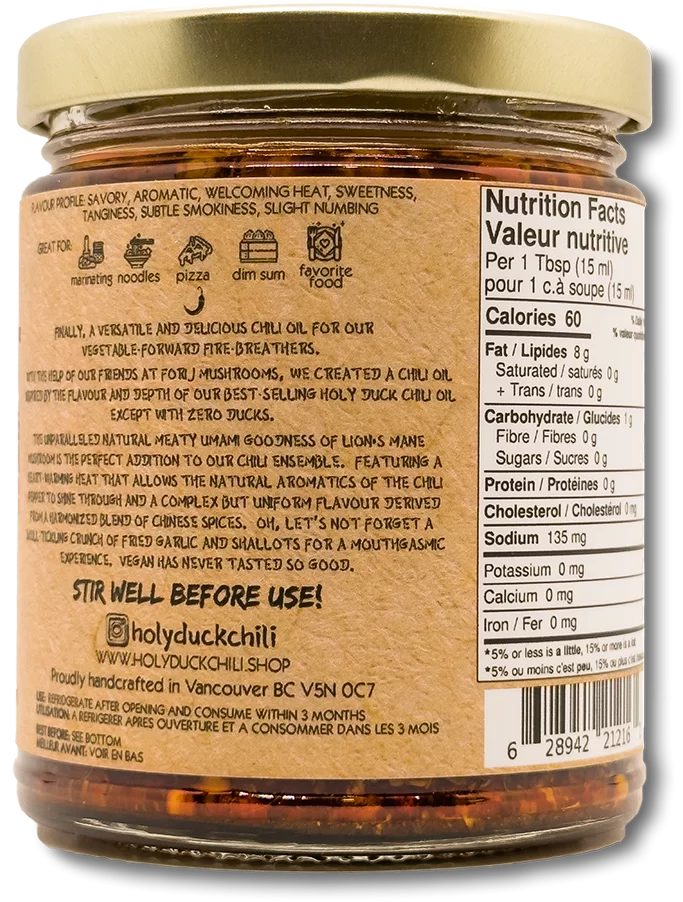 FLAVOUR PROFILE: SAVORY, AROMATIC, WELCOMING HEAT, SWEETNESS,
TANGINESS, SUBTLE SMOKINESS, SLIGHT NUMBING
GREAT FOR:
marinating noodles pizza dim sum favorite
food
FINALLY, A VERSATILE AND DELICIOUS CHILI OIL FOR OUR
VEGETABLE-FORWARD FIRE-BREATHERS.
WITH THE HELP OF OUR FRIENDS AT FORIJ MUSHROOMS, WE CREATED A CHILI OIL
INSPIRED BY THE FLAVOUR AND DEPTH OF OUR BEST-SELLING HOLY DUCK CHILI OIL
EXCEPT WITH ZERO DUCKS.
THE UNPARALLELED NATURAL MEATY UMAMI GOODNESS OF LION'S MANE
MUSHROOM IS THE PERFECT ADDITION TO OUR CHILI ENSEMBLE. FEATURING A
HEART-WARMING HEAT THAT ALLOWS THE NATURAL AROMATICS OF THE CHILI
PEPPER TO SHINE THROUGH AND A COMPLEX BUT UNIFORM FLAVOUR DERIVED
FROM A HARMONIZED BLEND OF CHINESE SPICES. OH, LET'S NOT FORGET A
SKULL-TICKLING CRUNCH OF FRIED GARLIC AND SHALLOTS FOR A MOUTHGASMIC
EXPERIENCE. VEGAN HAS NEVER TASTED SO GOOD.
STIR WELL BEFORE USE!
holyduckchili
WWW.HOLYDUCKCHILI.SHOP
Proudly handcrafted in Vancouver BC V5N 0C7
USE: REFRIDGERATE AFTER OPENING AND CONSUME WITHIN 3 MONTHS
UTILISATION: A REFRIGERER APRES OUVERTURE ET A CONSOMMER DANS LES 3 MOIS
BEST BEFORE: SEE BOTTOM
MEILLEUR AVANT: VOIR EN BAS
Nutrition Facts
Valeur nutritive
Per 1 Tbsp (15 ml)
pour 1 c.à soupe (15 ml)
Calories 60
% valeur
Fat / Lipides 8 g
Saturated / saturés 0 g
+ Trans / trans 0 g
Carbohydrate / Glucides 1 g
Fibre / Fibres 0 g
Sugars / Sucres 0 g
Protein / Protéines 0 g
Cholesterol / Cholestérol 0 mg
Sodium 135 mg
Potassium 0 mg
Calcium 0 mg
Iron / Fer 0 mg
*5% or less is a little, 15% or more is a
*5% ou moins c'est peu, 15% ou plus
6 28942 21216